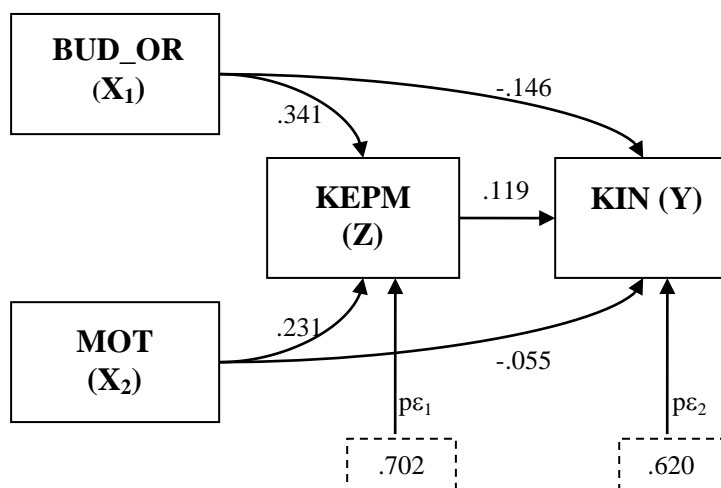 BUD_OR
(X₁)
-.146
.341
KEPM
(Z)
.119
KIN (Y)
MOT
(X₂)
.231
-.055
pε₁
pε₂
.702
.620